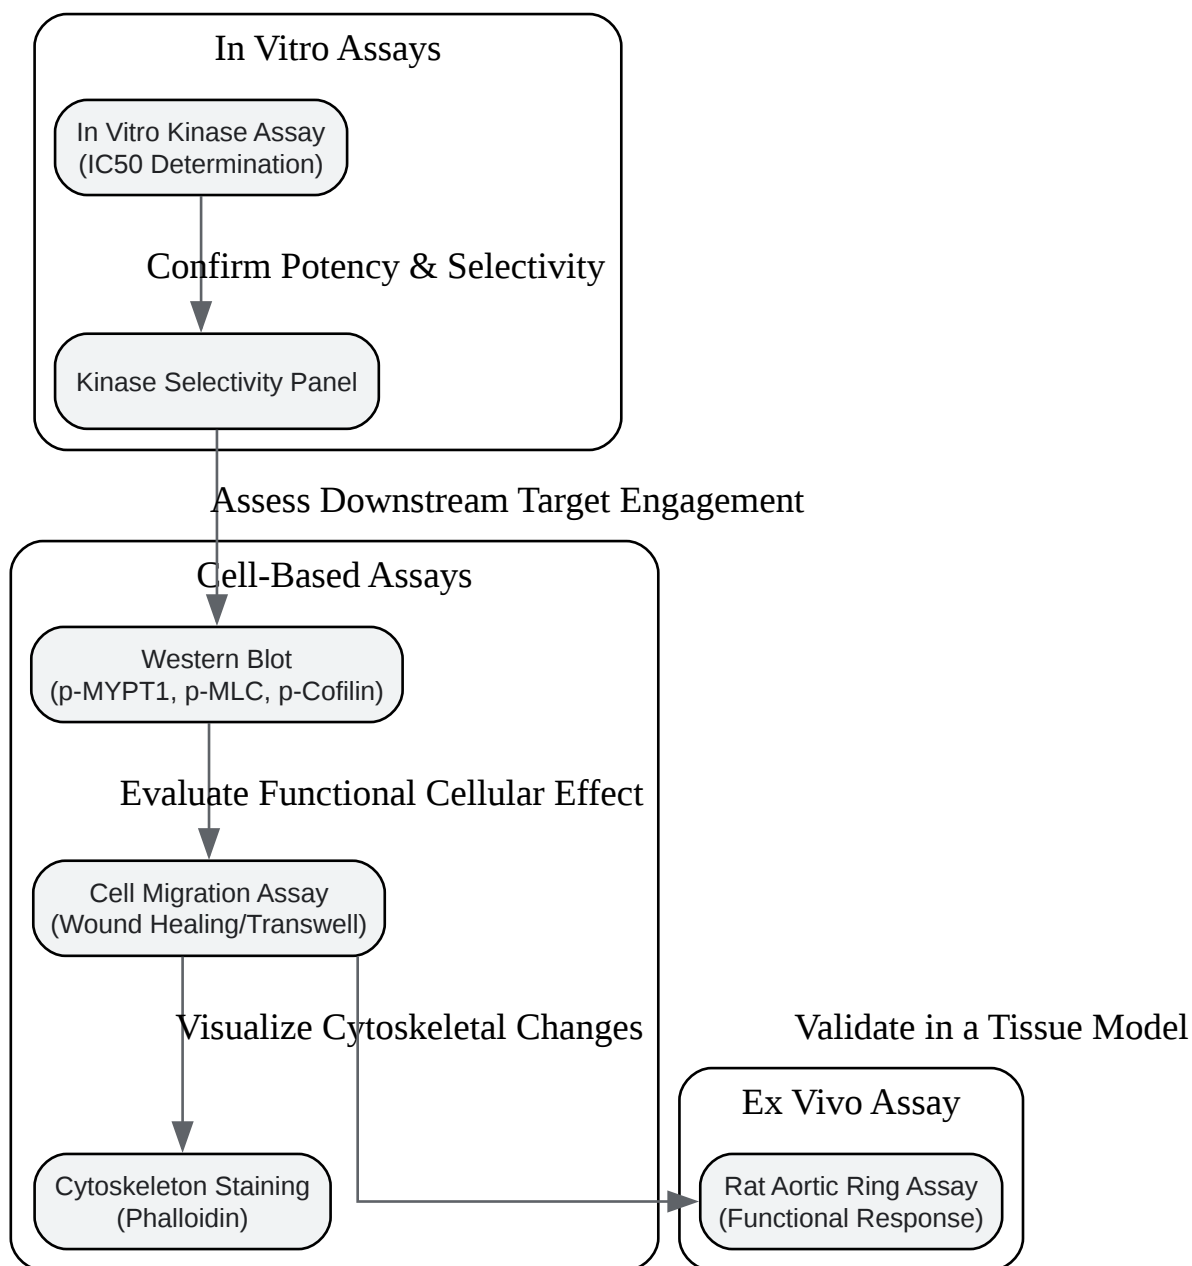 In Vitro Assays
In Vitro Kinase Assay
(IC50 Determination)
Confirm Potency & Selectivity
Kinase Selectivity Panel
Assess Downstream Target Engagement
Cell-Based Assays
Western Blot
(p-MYPT1, p-MLC, p-Cofilin)
Evaluate Functional Cellular Effect
Cell Migration Assay
(Wound Healing/Transwell)
Visualize Cytoskeletal Changes
Validate in a Tissue Model
Ex Vivo Assay
Cytoskeleton Staining
(Phalloidin)
Rat Aortic Ring Assay
(Functional Response)